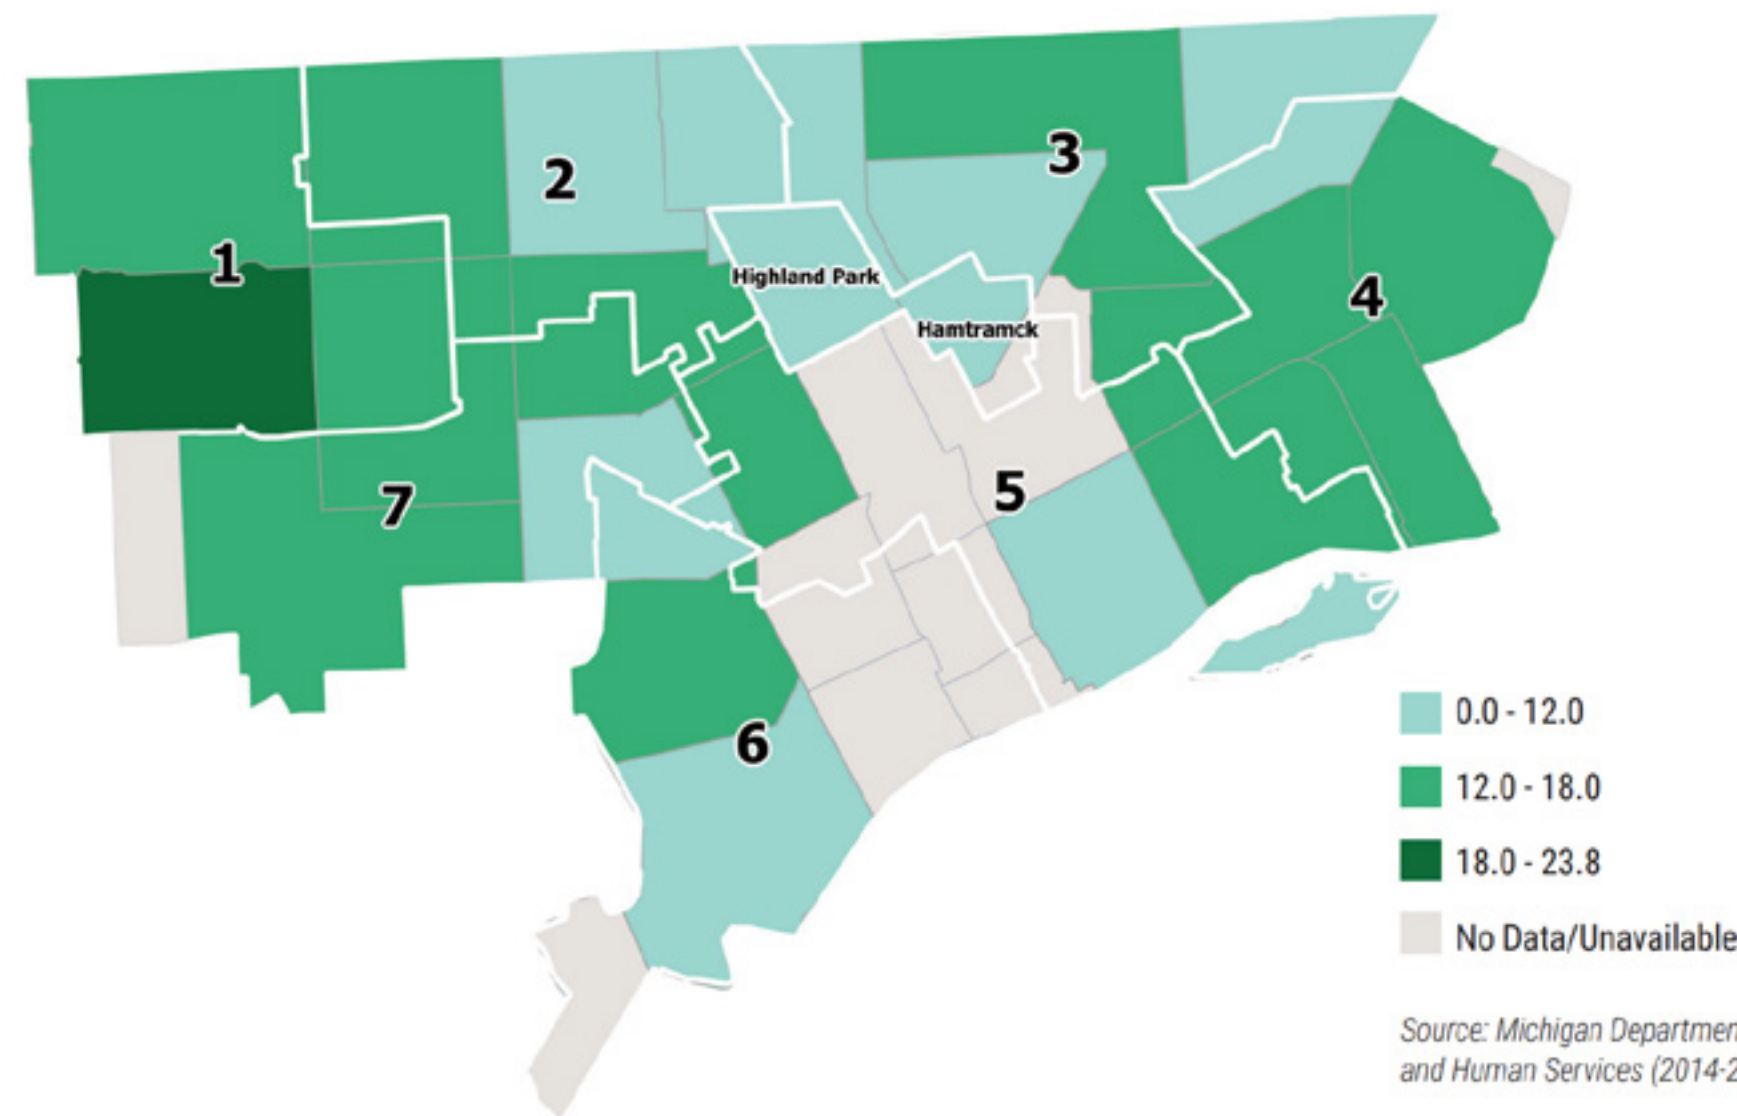 3
2
1
Highland Park
4
Hamtramck
5
7
6
0.0 - 12.0
12.0 - 18.0
18.0 - 23.8
No Data/Unavailable
Source: Michigan Departmen
and Human Services (2014-2